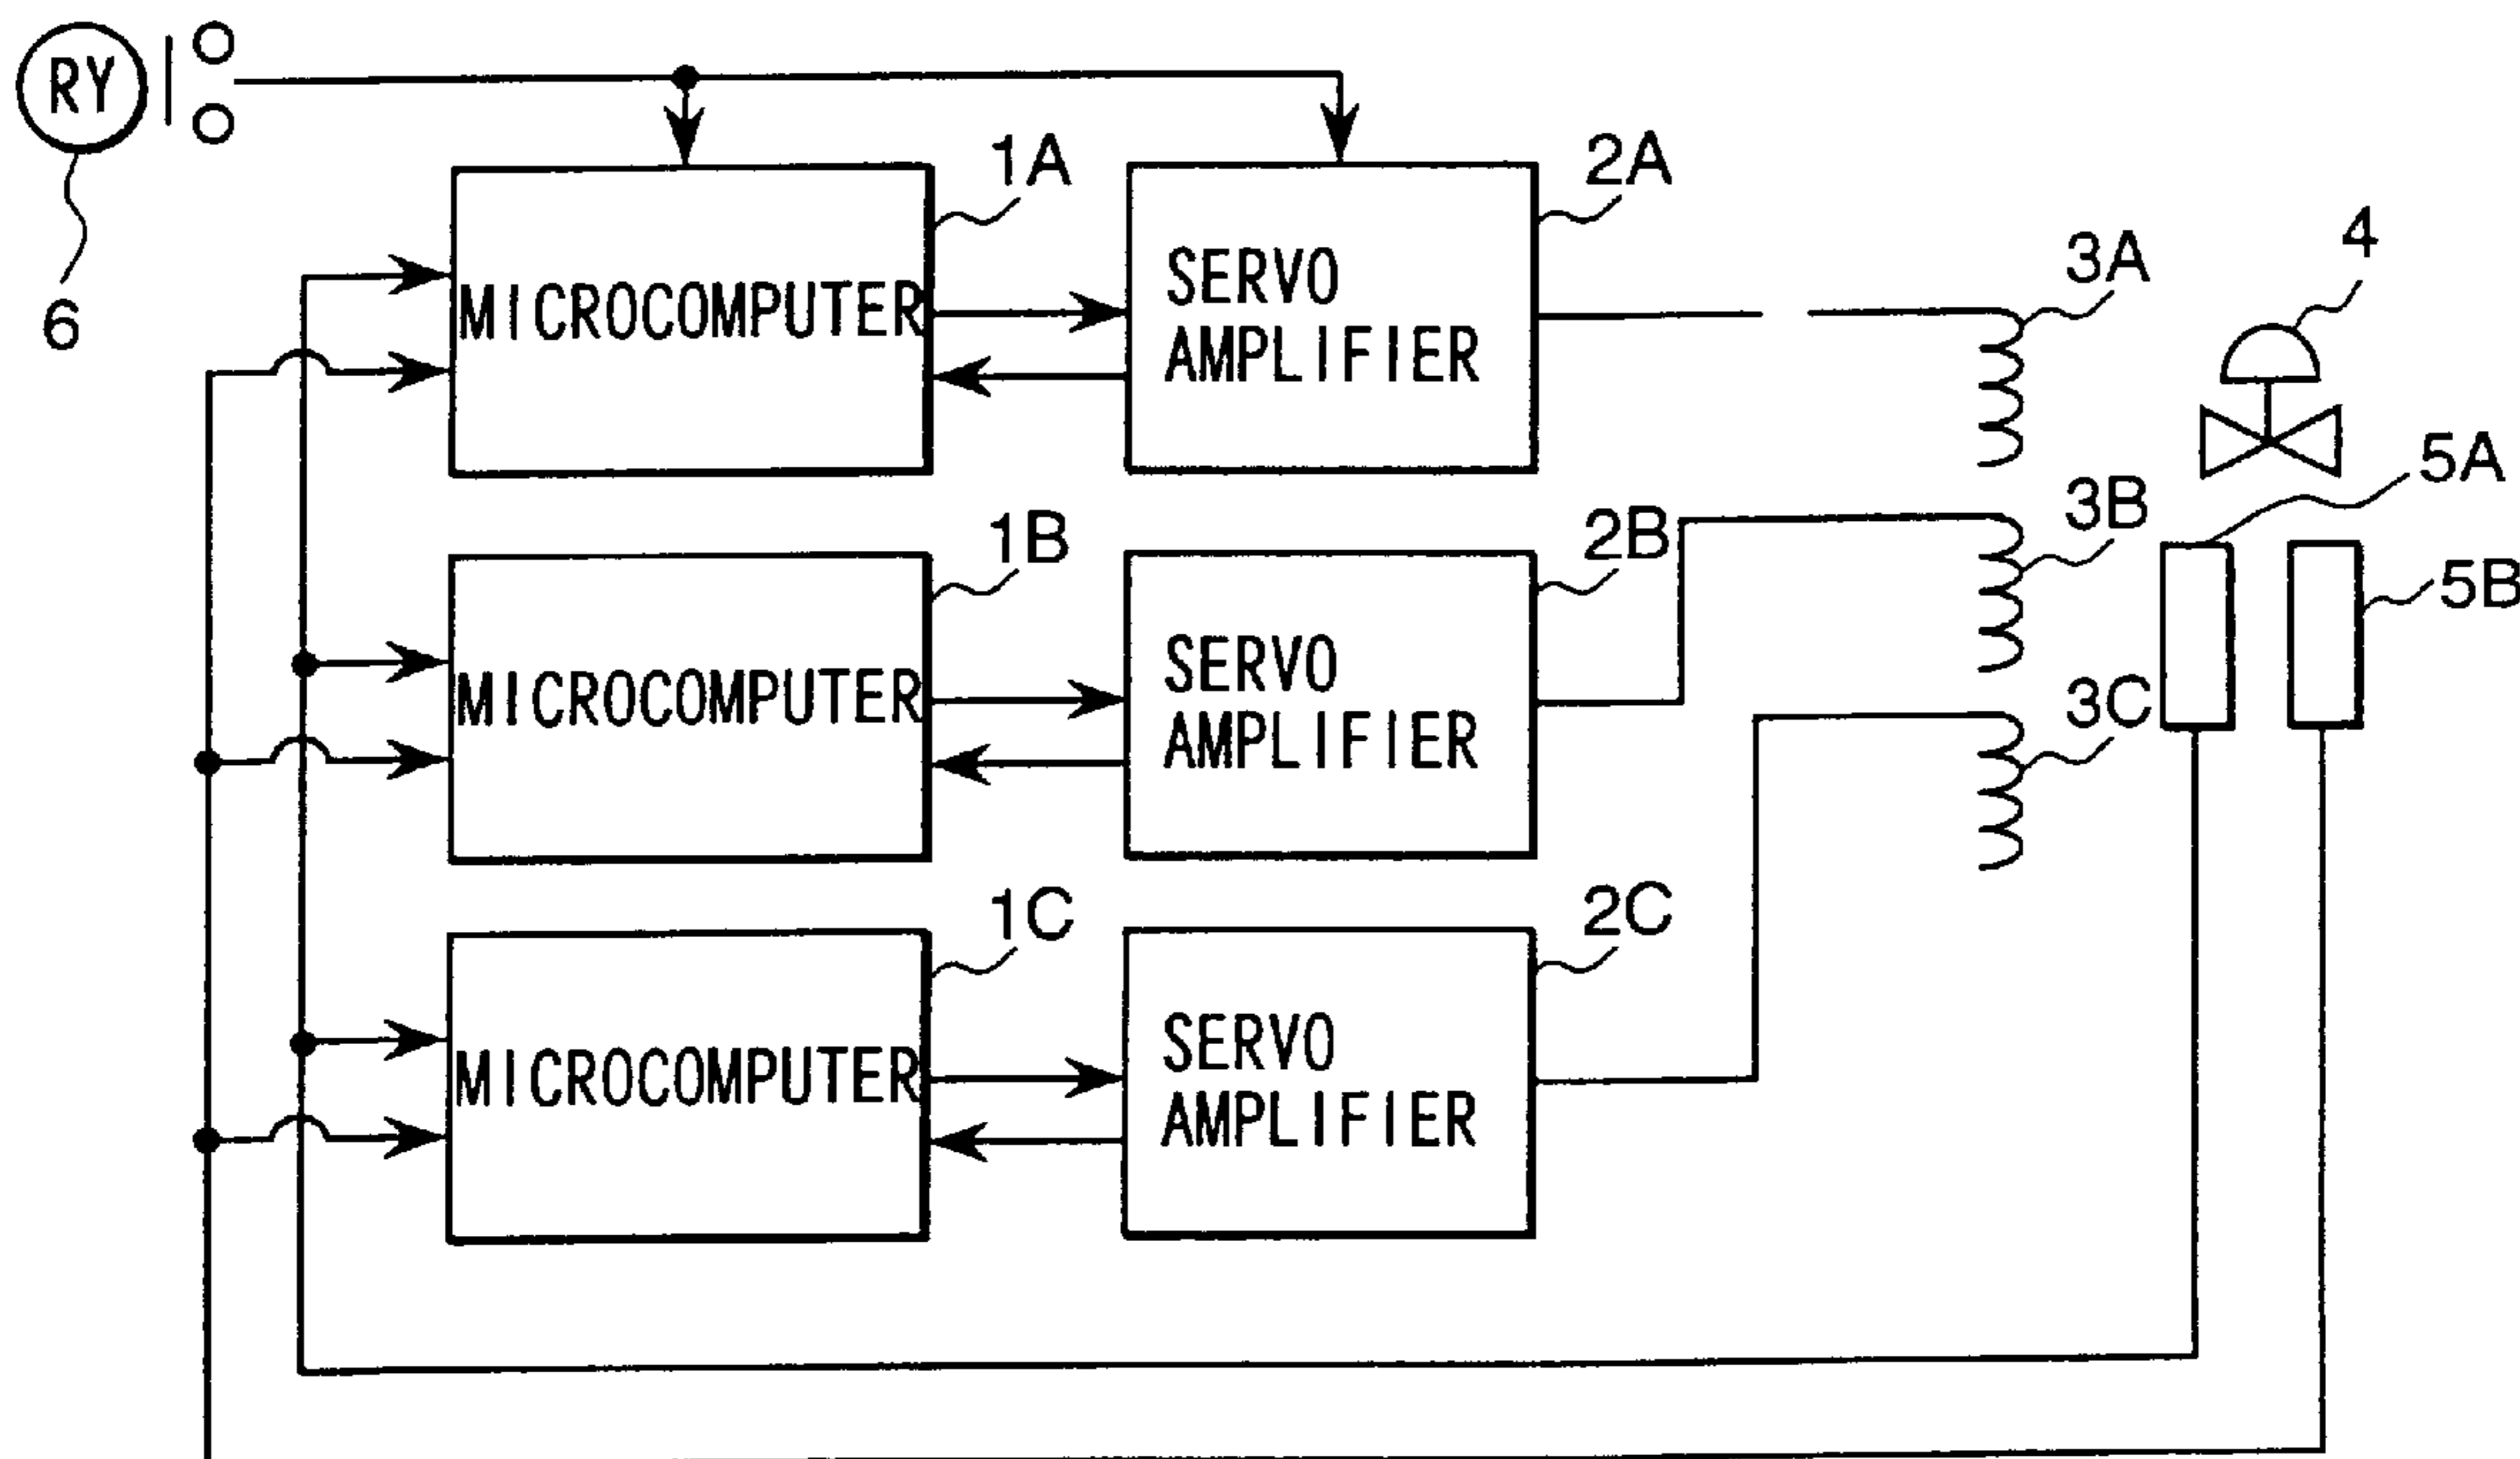 RY
6
1A
2A
3A
4
MICROCOMPUTER
SERVO
AMPLIFIER
5A
1B
2B
3B
5B
MICROCOMPUTER
SERVO
AMPLIFIER
3C
1C
2C
MICROCOMPUTER
SERVO
AMPLIFIER